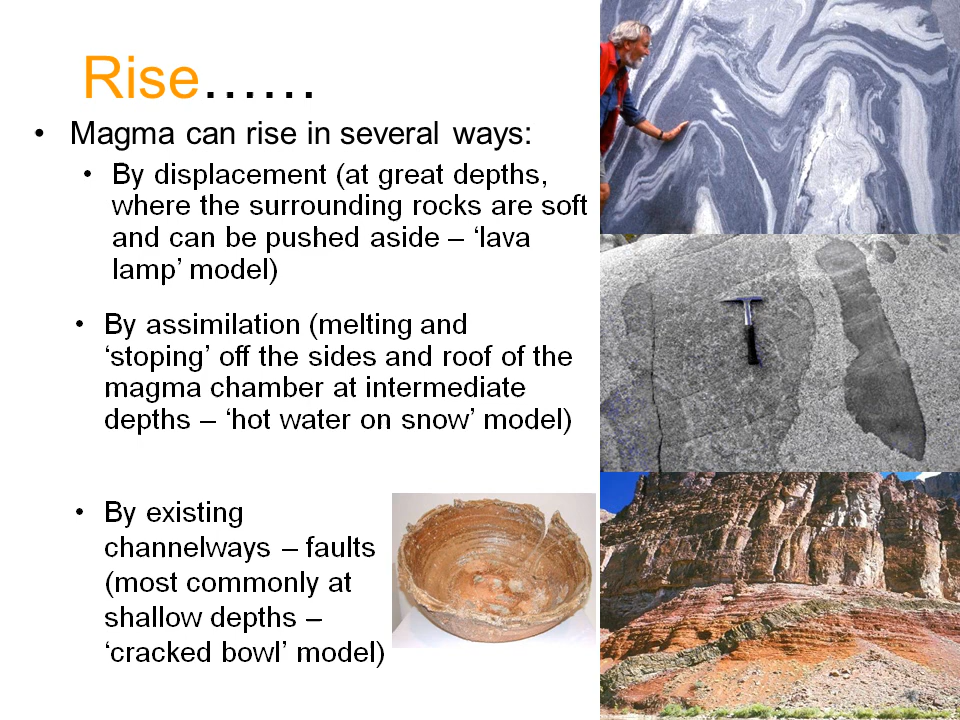 Rise……
• Magma can rise in several ways:
• By displacement (at great depths,
where the surrounding rocks are soft
and can be pushed aside – ‘lava
lamp’ model)
• By assimilation (melting and
‘stoping’ off the sides and roof of the
magma chamber at intermediate
depths – ‘hot water on snow’ model)
• By existing
channelways – faults
(most commonly at
shallow depths –
‘cracked bowl’ model)